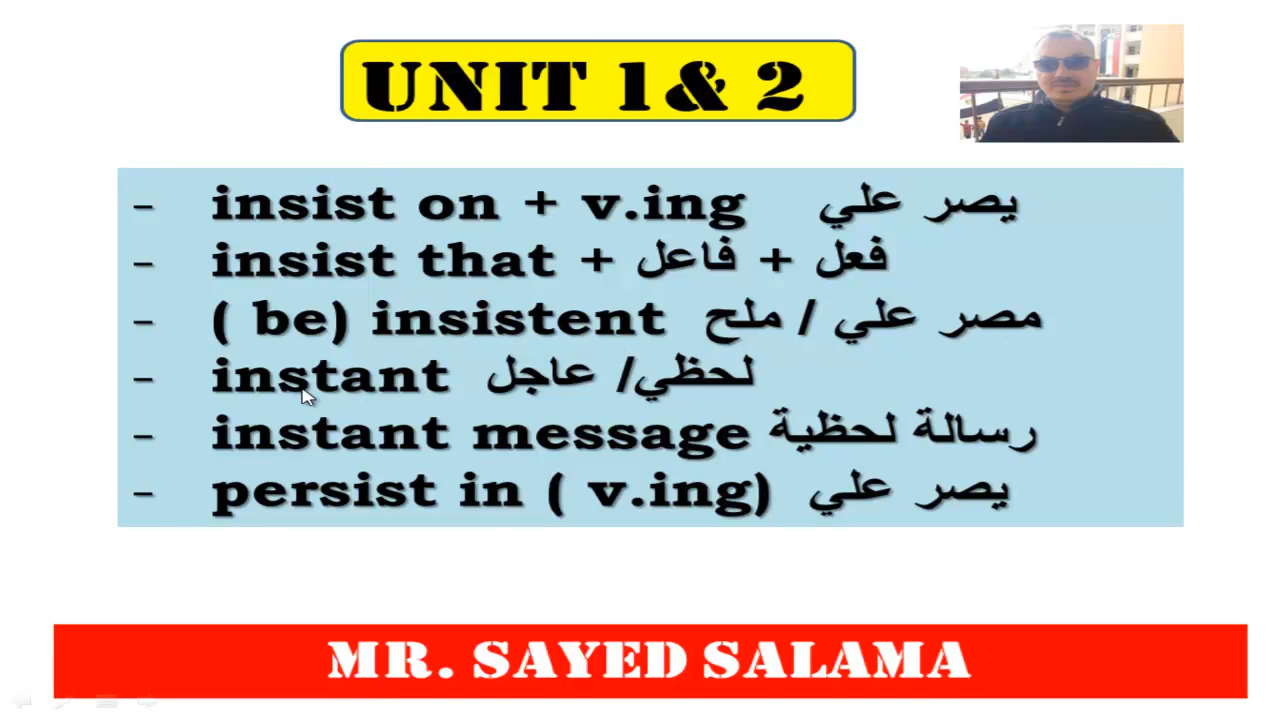 UNIT 1& 2
- insist on + v.ing يصر علي
- insist that + فاعل + فعل
- ( be) insistent مصر علي / ملح
- instant لحظي/ عاجل
- instant message رسالة لحظية
- persist in ( v.ing) يصر علي
MR. SAYED SALAMA